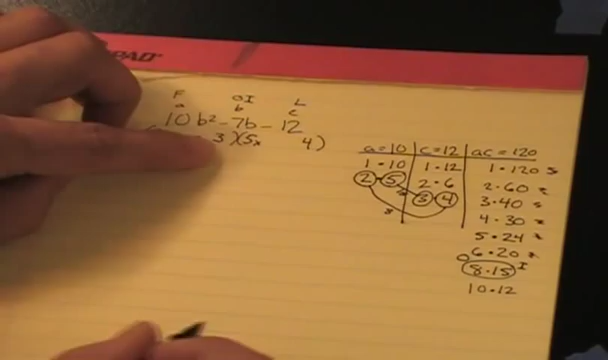 PAD
F OI L
a b c
10b² - 7b - 12
3)(5x 4)
a=10 c=12 ac=120
1·10 1·12 1·120 s
2 5 2·6 2·60
3 4 3·40
4·30
5·24
6·20
O 8·15 I
10·12